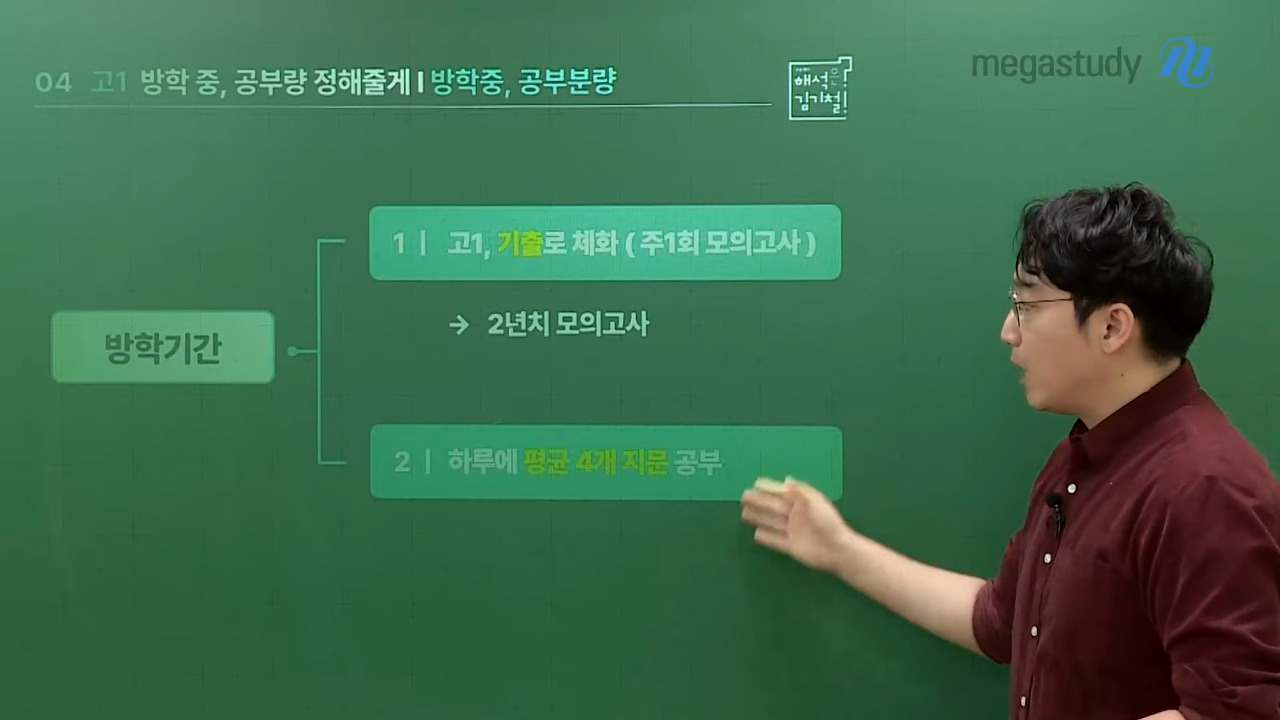 04 고1 방학 중, 공부량 정해줄게 | 방학중, 공부분량
해석은?
김기철!
megastudy
1 | 고1, 기출로 체화 ( 주1회 모의고사 )
→ 2년치 모의고사
방학기간
2 | 하루에 평균 4개 지문 공부